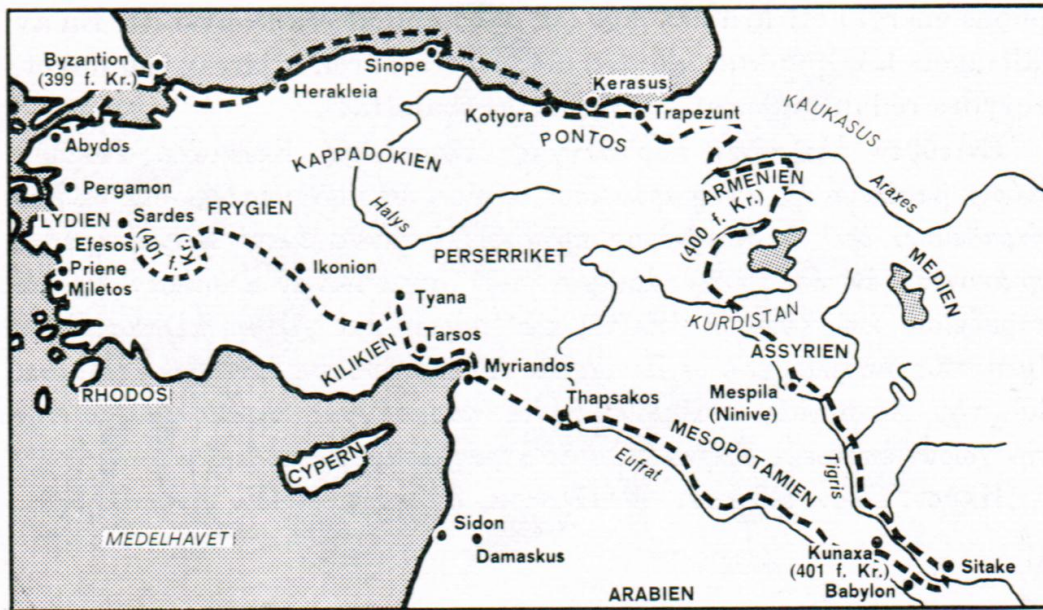 Byzantion
(399 f. Kr.)
Herakleia
Sinope
Kerasus
Kotyora
Trapezunt
PONTOS
KAUKASUS
Abydos
KAPPADOKIEN
Halys
ARMENIEN
(400 f. Kr.)
Araxes
Pergamon
LYDIEN
Sardes
(401 f. Kr.)
FRYGIEN
Efesos
Priene
Miletos
Ikonion
PERSERRIKET
MEDIEN
Tyana
KURDISTAN
Tarsos
KILIKIEN
Myriandos
ASSYRIEN
RHODOS
Thapsakos
Mespila
(Ninive)
MESOPOTAMIEN
Eufrat
Tigris
CYPERN
MEDELHAVET
Sidon
Damaskus
Kunaxa
(401 f. Kr.)
Sitake
Babylon
ARABIEN